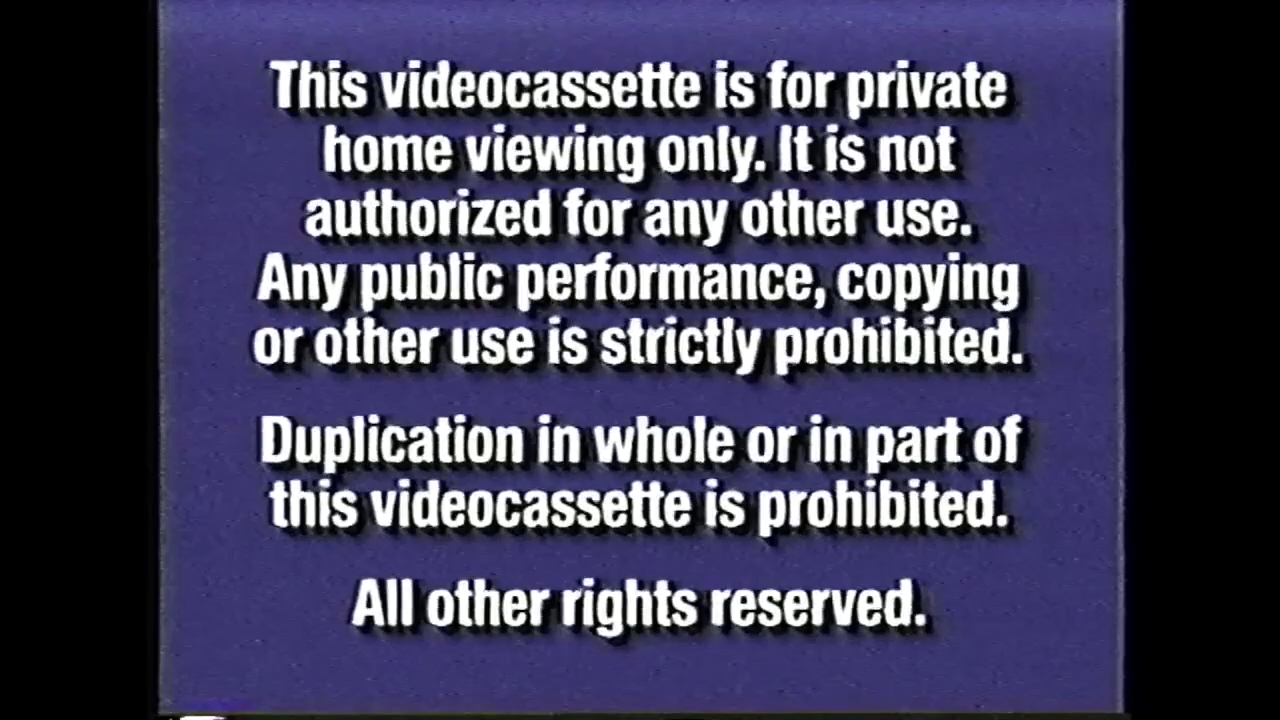 This videocassette is for private
home viewing only. It is not
authorized for any other use.
Any public performance, copying
or other use is strictly prohibited.
Duplication in whole or in part of
this videocassette is prohibited.
All other rights reserved.